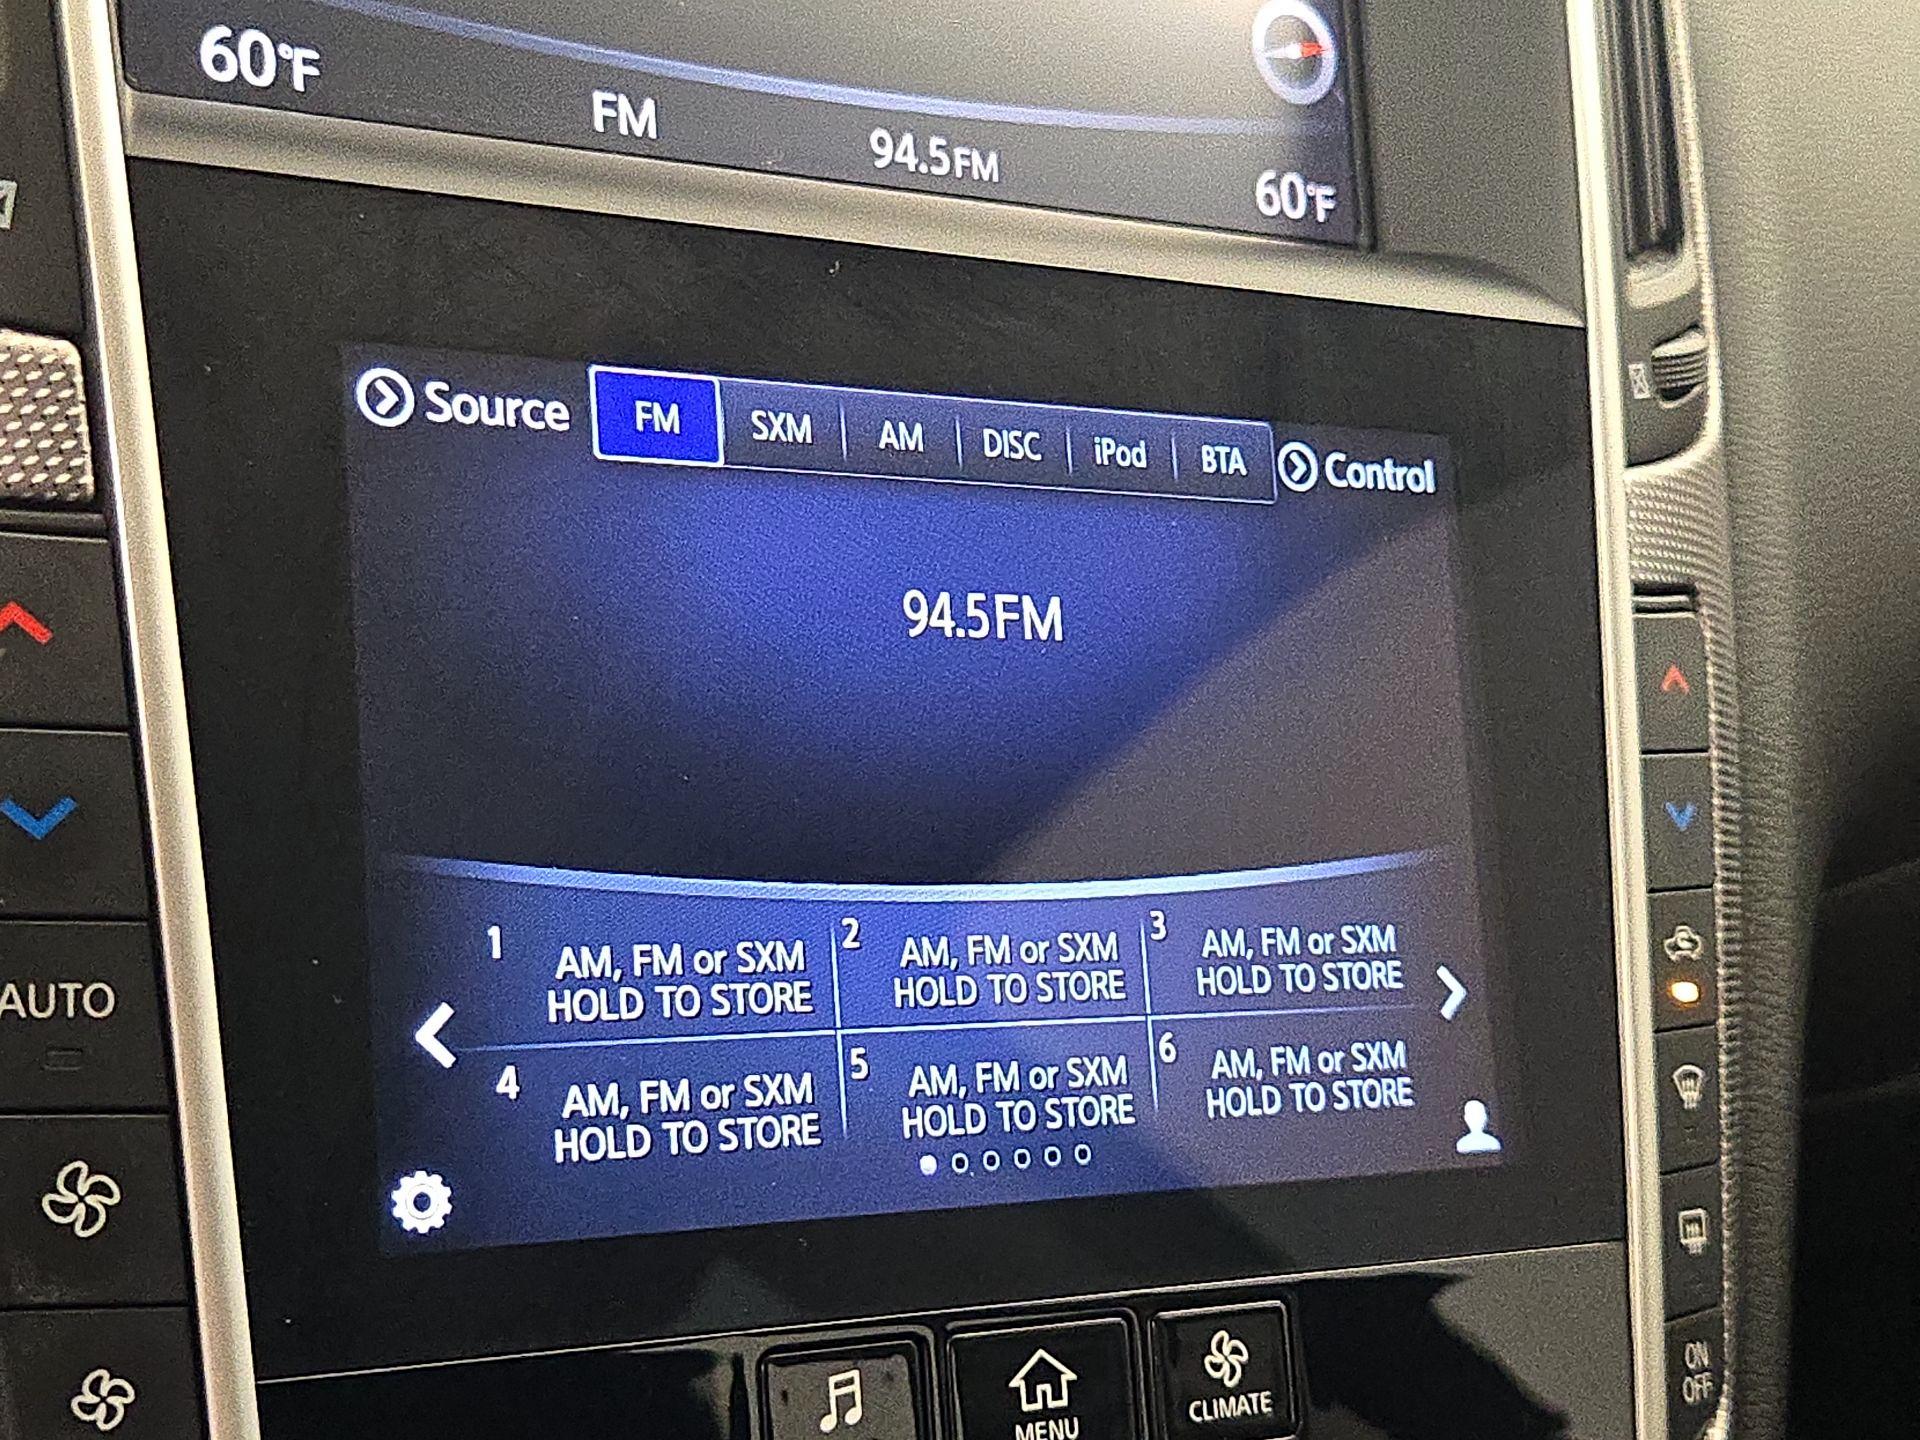 60°F
FM
94.5FM
60°F
Source
FM
SXM
AM
DISC
iPod
BTA
Control
94.5FM
1
AM, FM or SXM
HOLD TO STORE
2
AM, FM or SXM
HOLD TO STORE
3
AM, FM or SXM
HOLD TO STORE
4
AM, FM or SXM
HOLD TO STORE
5
AM, FM or SXM
HOLD TO STORE
6
AM, FM or SXM
HOLD TO STORE
AUTO
MENU
CLIMATE
ON
OFF